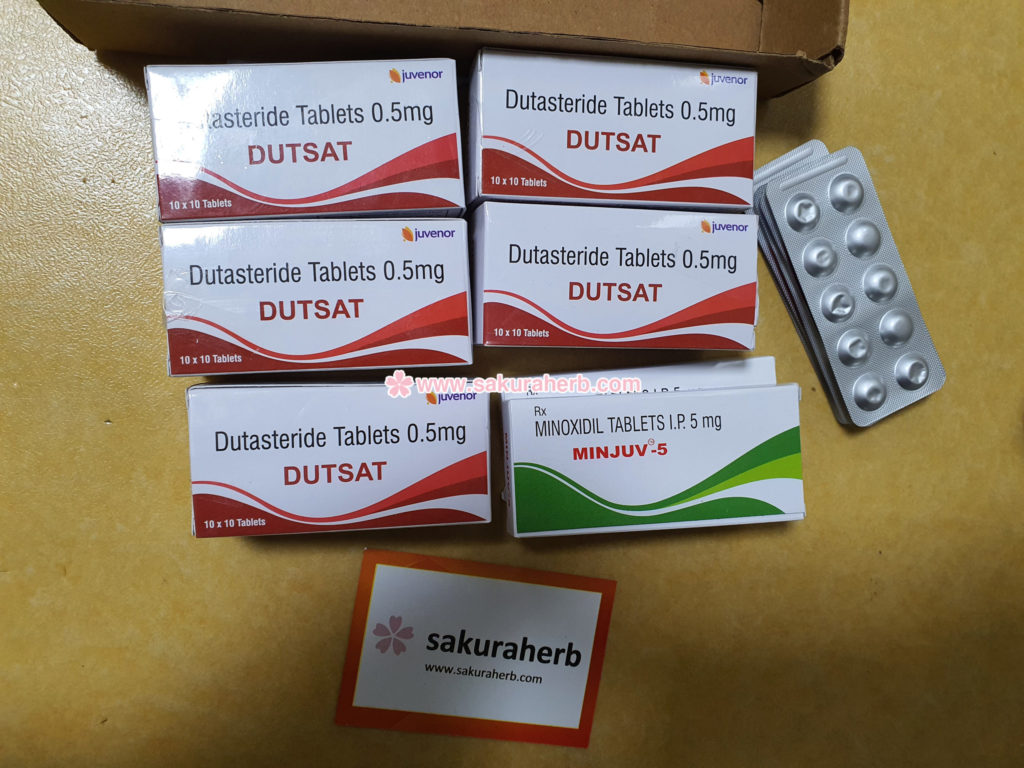 juvenor
Dutasteride Tablets 0.5mg
DUTSAT
10 x 10 Tablets
juvenor
Dutasteride Tablets 0.5mg
DUTSAT
10 x 10 Tablets
juvenor
Dutasteride Tablets 0.5mg
DUTSAT
10 x 10 Tablets
juvenor
Dutasteride Tablets 0.5mg
DUTSAT
10 x 10 Tablets
www.sakuraherb.com
juvenor
Dutasteride Tablets 0.5mg
DUTSAT
10 x 10 Tablets
Rx
MINOXIDIL TABLETS I.P. 5 mg
MINJUV-5
sakuraherb
www.sakuraherb.com